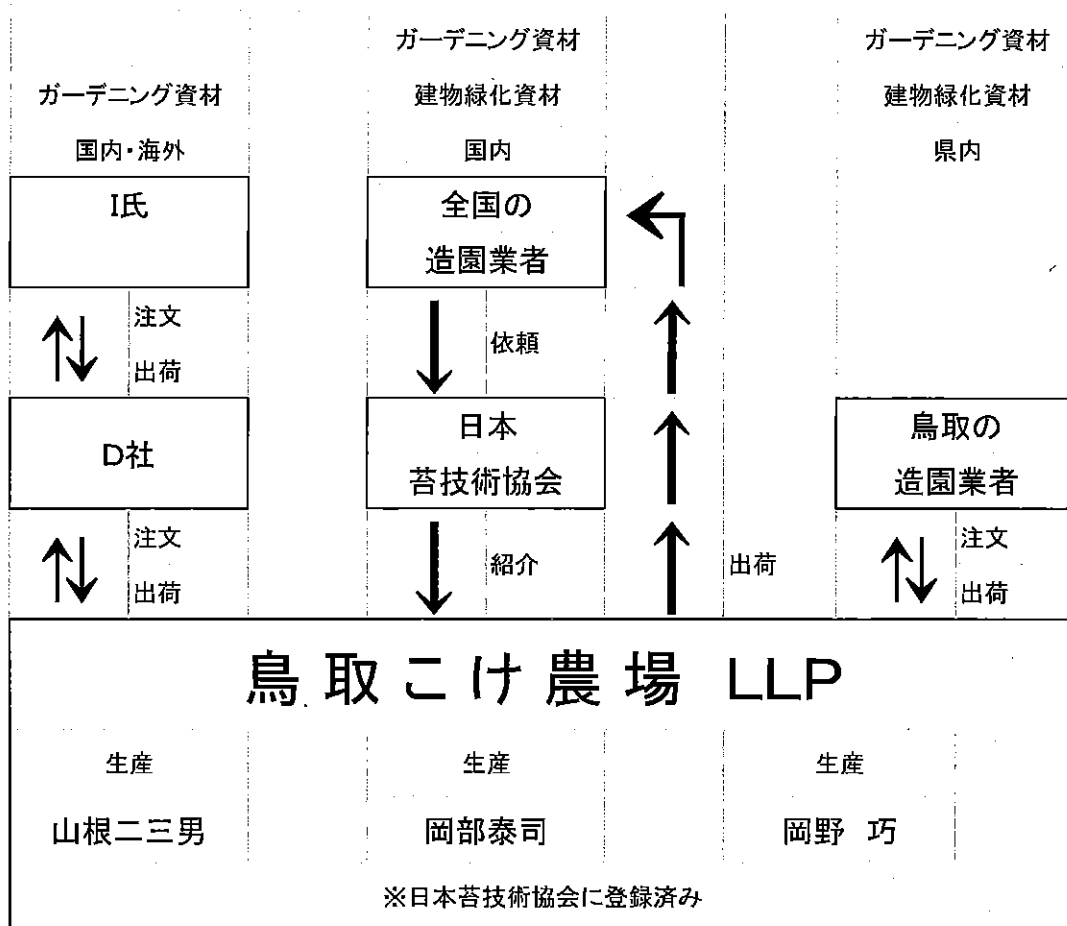 ガーデニング資材
国内・海外
I氏
注文
出荷
D社
注文
出荷
ガーデニング資材
建物緑化資材
国内
全国の
造園業者
依頼
日本
苔技術協会
紹介
出荷
ガーデニング資材
建物緑化資材
県内
鳥取の
造園業者
注文
出荷
鳥取こけ農場 LLP
生産
山根二三男
生産
岡部泰司
生産
岡野 巧
※日本苔技術協会に登録済み